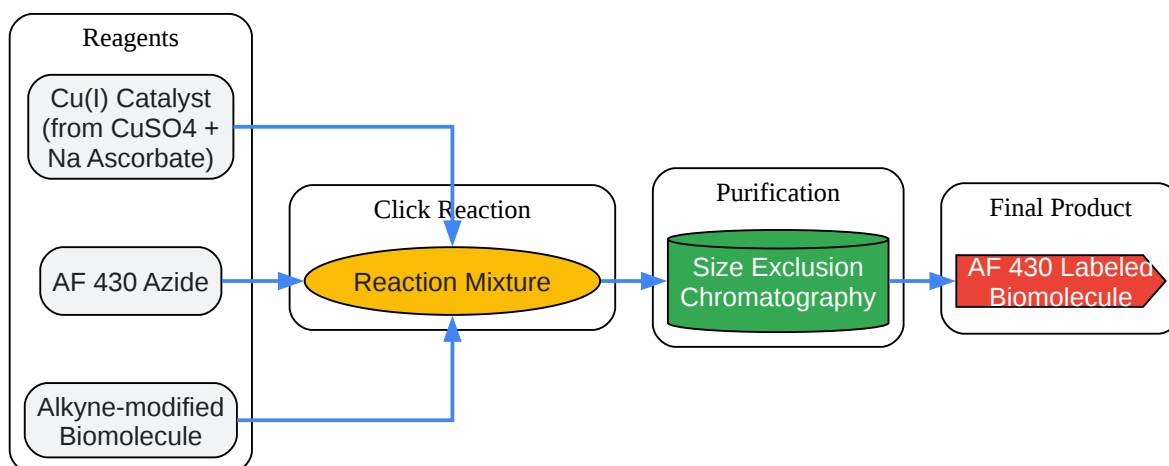 Reagents
Cu(I) Catalyst
(from CuSO4 +
Na Ascorbate)
AF 430 Azide
Alkyne-modified
Biomolecule
Click Reaction
Reaction Mixture
Purification
Size Exclusion
Chromatography
Final Product
AF 430 Labeled
Biomolecule